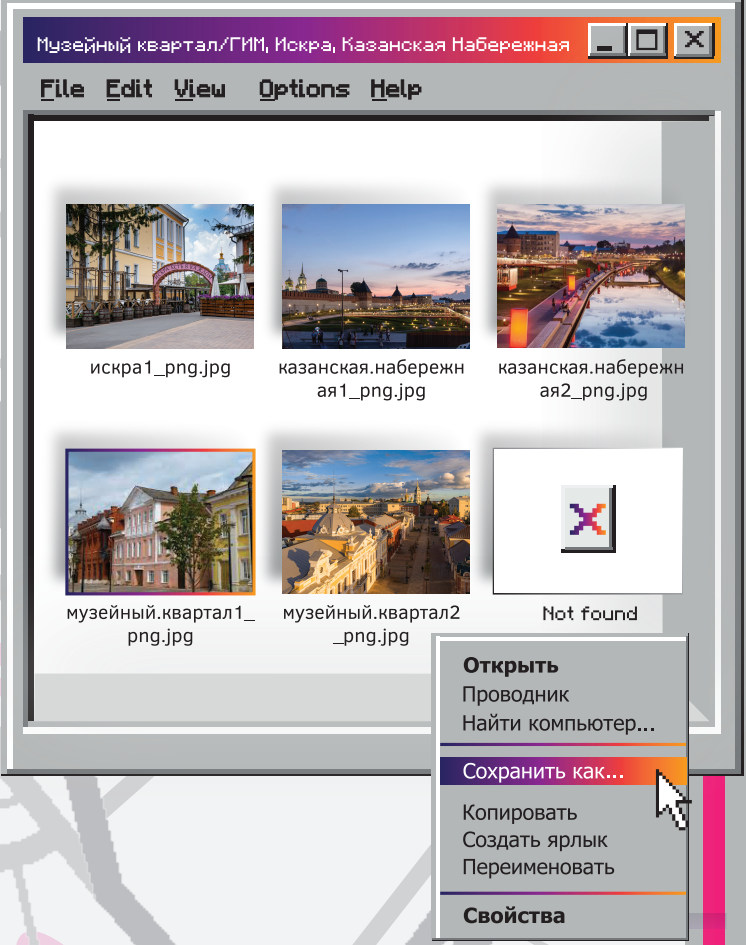 Музейный квартал/ГИМ, Искра, Казанская Набережная
File Edit View Options Help
искра1_png.jpg
казанская.набережн
ая1_png.jpg
казанская.набережн
ая2_png.jpg
музейный.квартал1_
png.jpg
музейный.квартал2
_png.jpg
Not found
Открыть
Проводник
Найти компьютер...
Сохранить как...
Копировать
Создать ярлык
Переименовать
Свойства